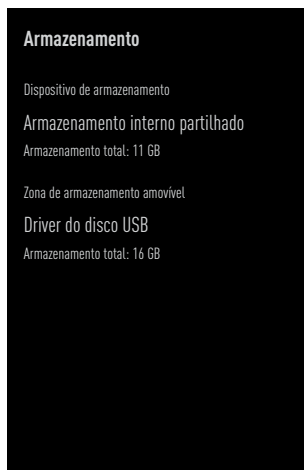 Armazenamento
Dispositivo de armazenamento
Armazenamento interno partilhado
Armazenamento total: 11 GB
Zona de armazenamento amovível
Driver do disco USB
Armazenamento total: 16 GB